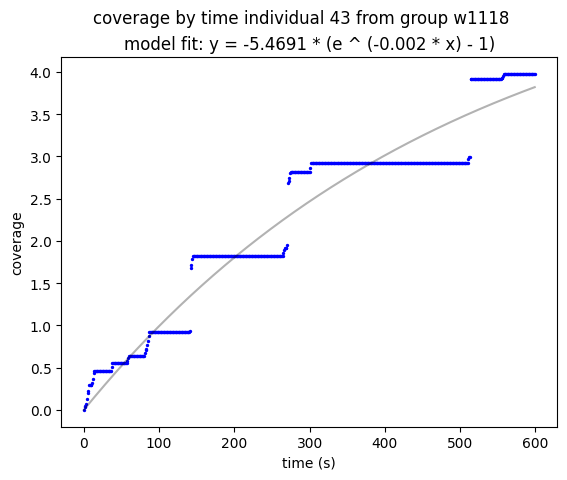 coverage by time individual 43 from group w1118
model fit: y = -5.4691 * (e ^ (-0.002 * x) - 1)
4.0
3.5
3.0
2.5
2.0
1.5
1.0
0.5
0.0
coverage
0 100 200 300 400 500 600
time (s)